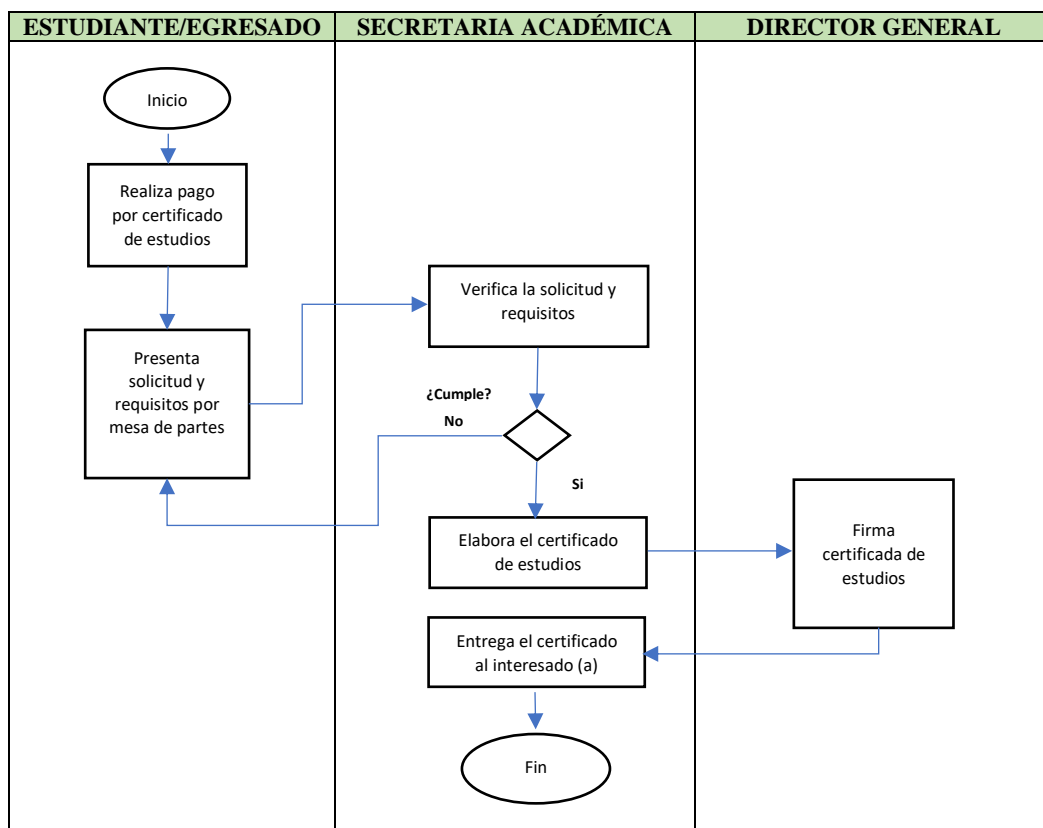 ESTUDIANTE/EGRESADO
SECRETARIA ACADÉMICA
DIRECTOR GENERAL
Inicio
Realiza pago
por certificado
de estudios
Presenta
solicitud y
requisitos por
mesa de partes
Verifica la solicitud y
requisitos
¿Cumple?
No
Si
Elabora el certificado
de estudios
Firma
certificada de
estudios
Entrega el certificado
al interesado (a)
Fin